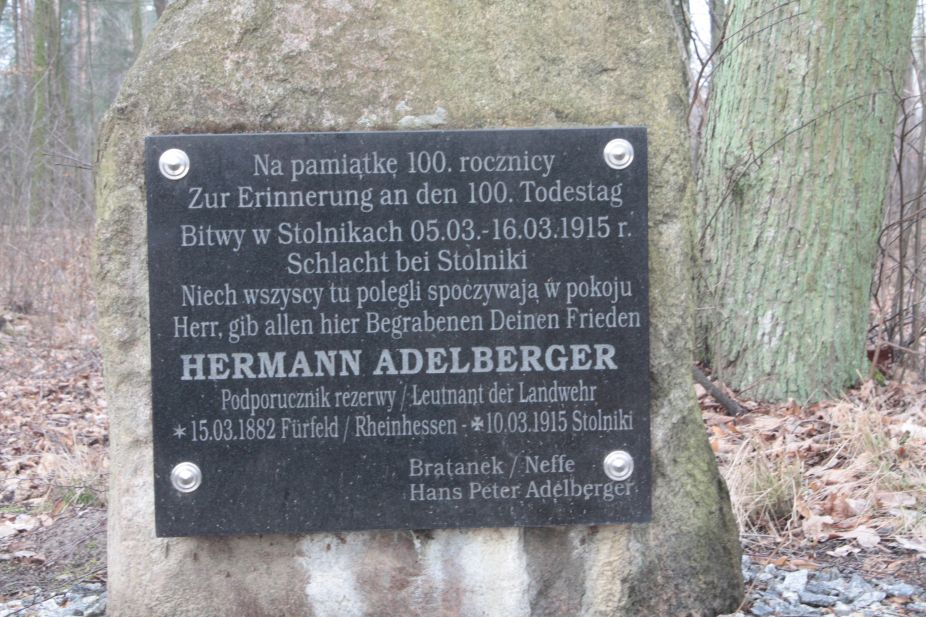 Na pamiątkę 100. rocznicy
Zur Erinnerung an den 100. Todestag
Bitwy w Stolnikach 05.03.-16.03.1915 r.
Schlacht bei Stolniki
Niech wszyscy tu polegli spoczywają w pokoju
Herr, gib allen hier Begrabenen Deinen Frieden
HERMANN ADELBERGER
Podporucznik rezerwy / Leutnant der Landwehr
*15.03.1882 Fürfeld / Rheinhessen - ✠10.03.1915 Stolniki
Bratanek / Neffe
Hans Peter Adelberger